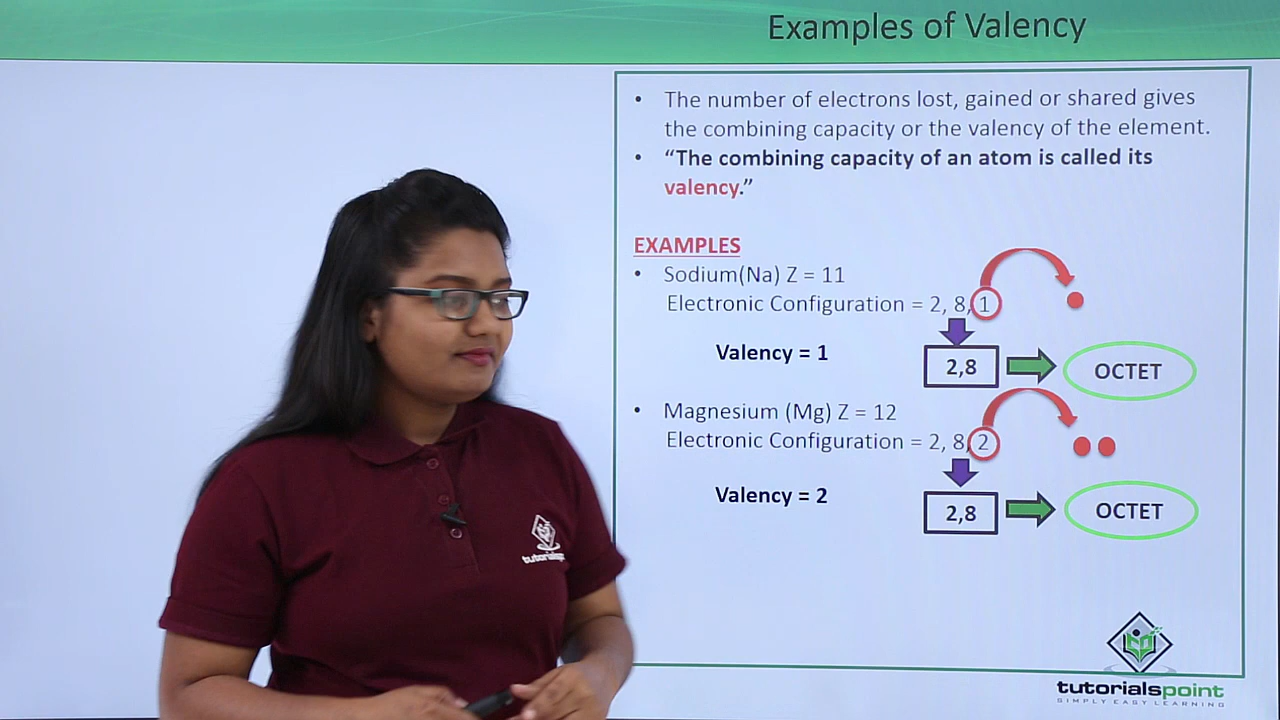 Examples of Valency
• The number of electrons lost, gained or shared gives
the combining capacity or the valency of the element.
• “The combining capacity of an atom is called its
valency.”
EXAMPLES
• Sodium(Na) Z = 11
Electronic Configuration = 2, 8, 1
Valency = 1
2,8
OCTET
• Magnesium (Mg) Z = 12
Electronic Configuration = 2, 8, 2
Valency = 2
2,8
OCTET
tutorialspoint
SIMPLY EASY LEARNING